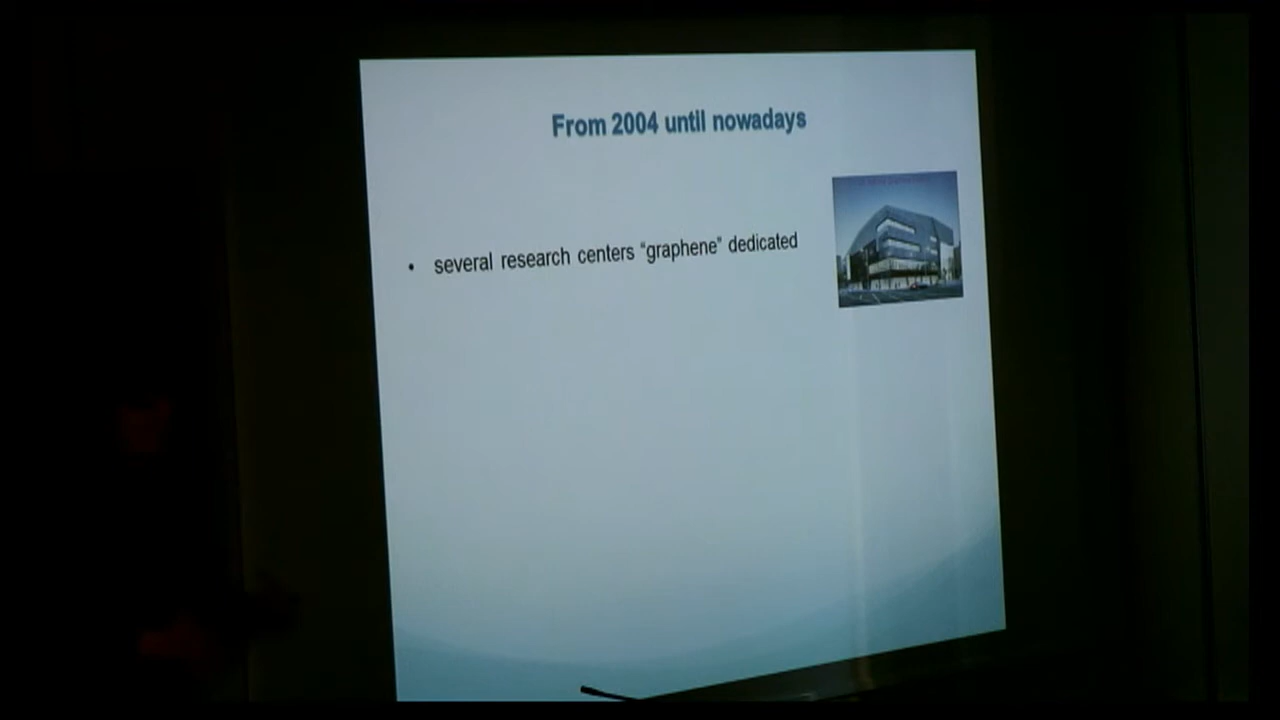 From 2004 until nowadays
• several research centers “graphene” dedicated